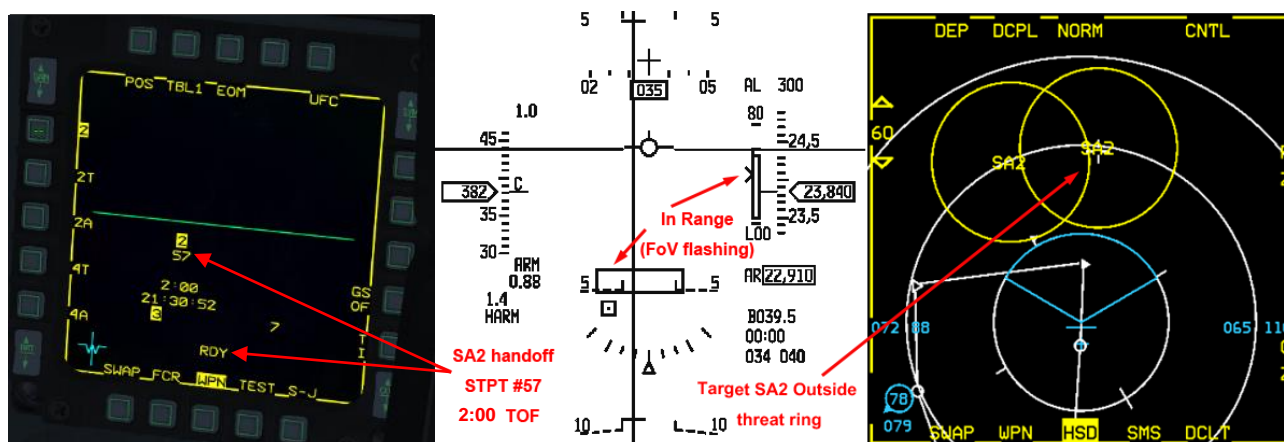 POS TBL1 EOM
UFC
2
2T
2A
2
57
4T
2:00
21:30:52
GS
OF
3
7
4A
T
RDY
I
SWAP FCR WPN TEST S-J
SA2 handoff
STPT #57
2:00 TOF
5 5
02 035 05
AL 300
1.0
80
45
24,5
382
C
23,840
35
In Range
23,5
(FoV flashing)
30
L00
ARM
0.88
5 5
AR 22,910
1.4
HARM
B039.5
00:00
034 040
Target SA2 Outside
threat ring
10 10
DEP DCPL NORM CNTL
60
SA2
SA2
072 88
065 110
78
079
SWAP WPN HSD SMS DCLT